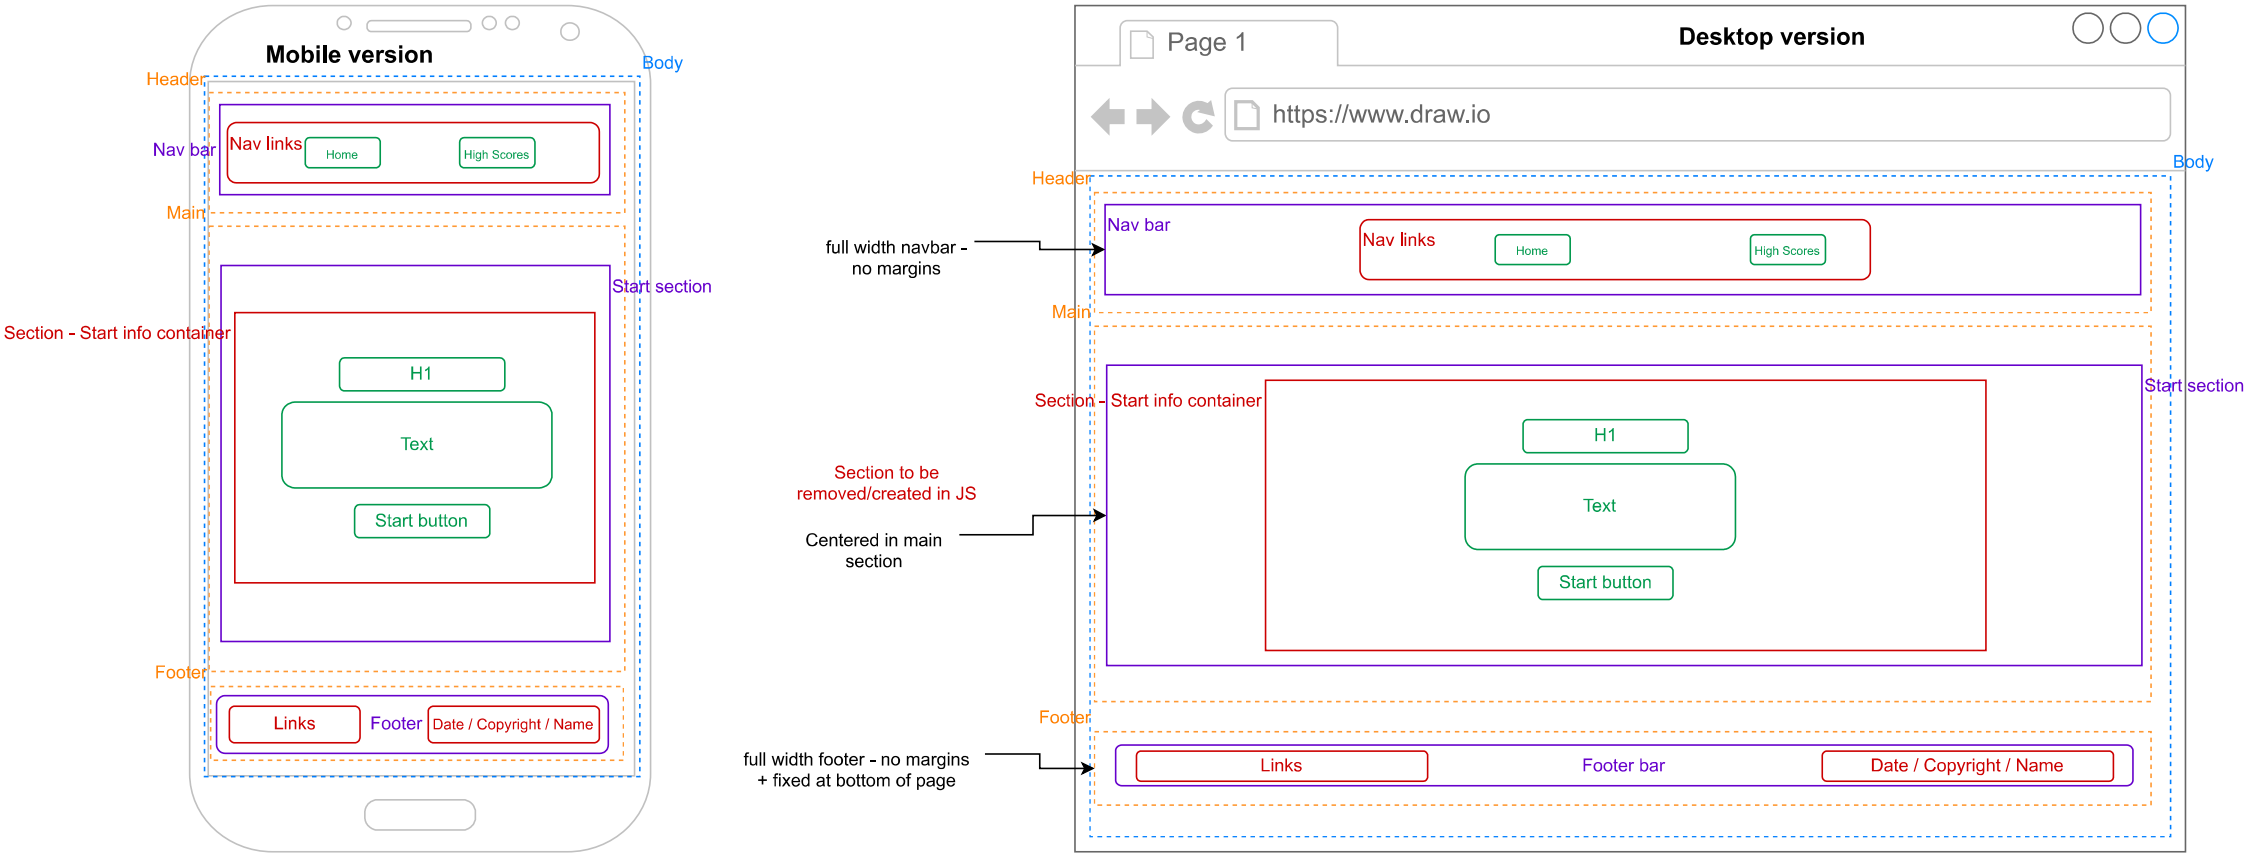 Mobile version
Body
Header
Nav bar
Nav links
Home
High Scores
Main
Start section
Section - Start info container
H1
Text
Start button
Footer
Links
Footer
Date / Copyright / Name
Page 1
Desktop version
https://www.draw.io
Body
Header
Nav bar
Nav links
Home
High Scores
full width navbar -
no margins
Main
Start section
Section - Start info container
H1
Text
Start button
Section to be
removed/created in JS
Centered in main
section
Footer
full width footer - no margins
+ fixed at bottom of page
Links
Footer bar
Date / Copyright / Name